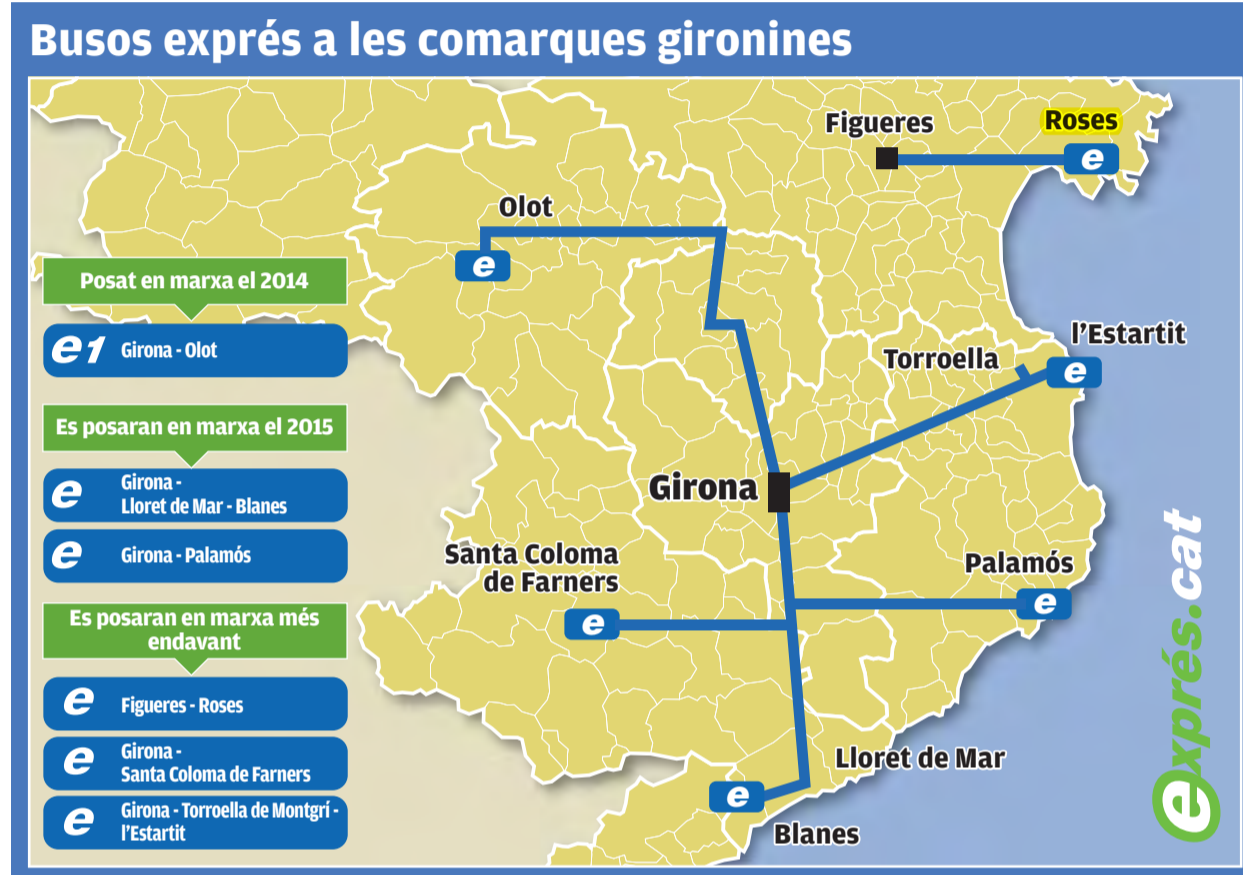 Busos exprés a les comarques gironines
Figueres
Roses
e
Olot
e
l'Estartit
Torroella
e
Girona
Santa Coloma
de Farners
e
Palamós
e
Lloret de Mar
e
Blanes
Posat en marxa el 2014
e1 Girona - Olot
Es posaran en marxa el 2015
e Girona -
Lloret de Mar - Blanes
e Girona - Palamós
Es posaran en marxa més
endavant
e Figueres - Roses
e Girona -
Santa Coloma de Farners
e Girona - Torroella de Montgrí -
l'Estartit
exprés.cat